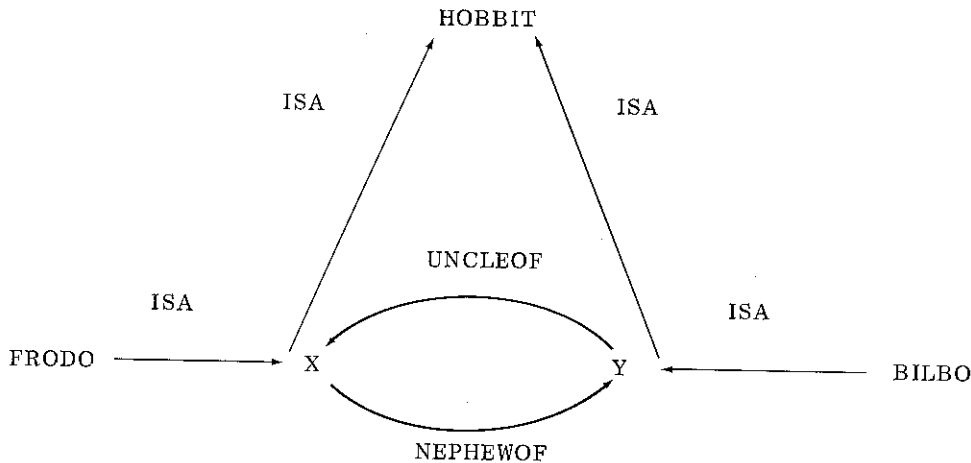 HOBBIT
ISA ISA
UNCLEOF
ISA ISA
FRODO X Y BILBO
NEPHEWOF